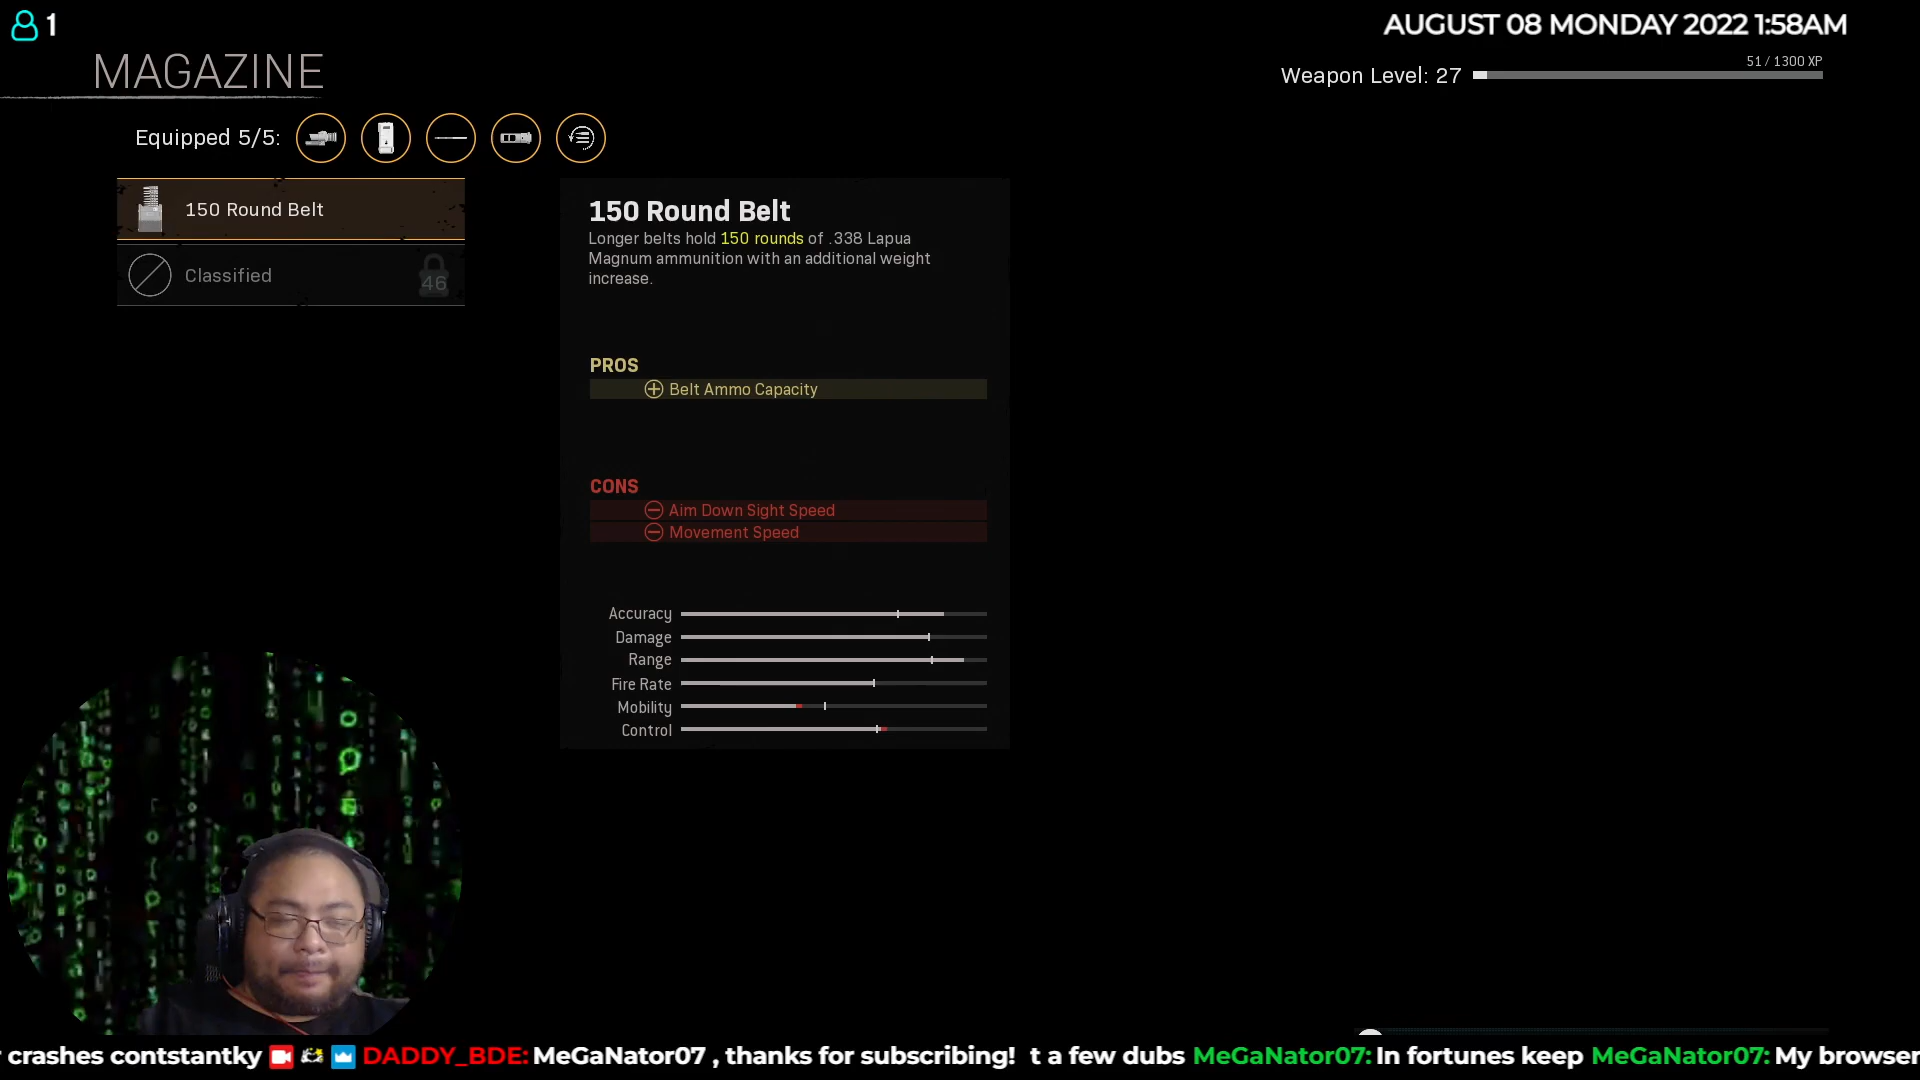 1
AUGUST 08 MONDAY 2022 1:58AM
MAGAZINE
51 / 1300 XP
Weapon Level: 27
Equipped 5/5:
150 Round Belt
Classified
46
150 Round Belt
Longer belts hold 150 rounds of .338 Lapua
Magnum ammunition with an additional weight
increase.
PROS
Belt Ammo Capacity
CONS
Aim Down Sight Speed
Movement Speed
Accuracy
Damage
Range
Fire Rate
Mobility
Control
crashes contstantky DADDY_BDE: MeGaNator07 , thanks for subscribing! t a few dubs MeGaNator07: In fortunes keep MeGaNator07: My browser